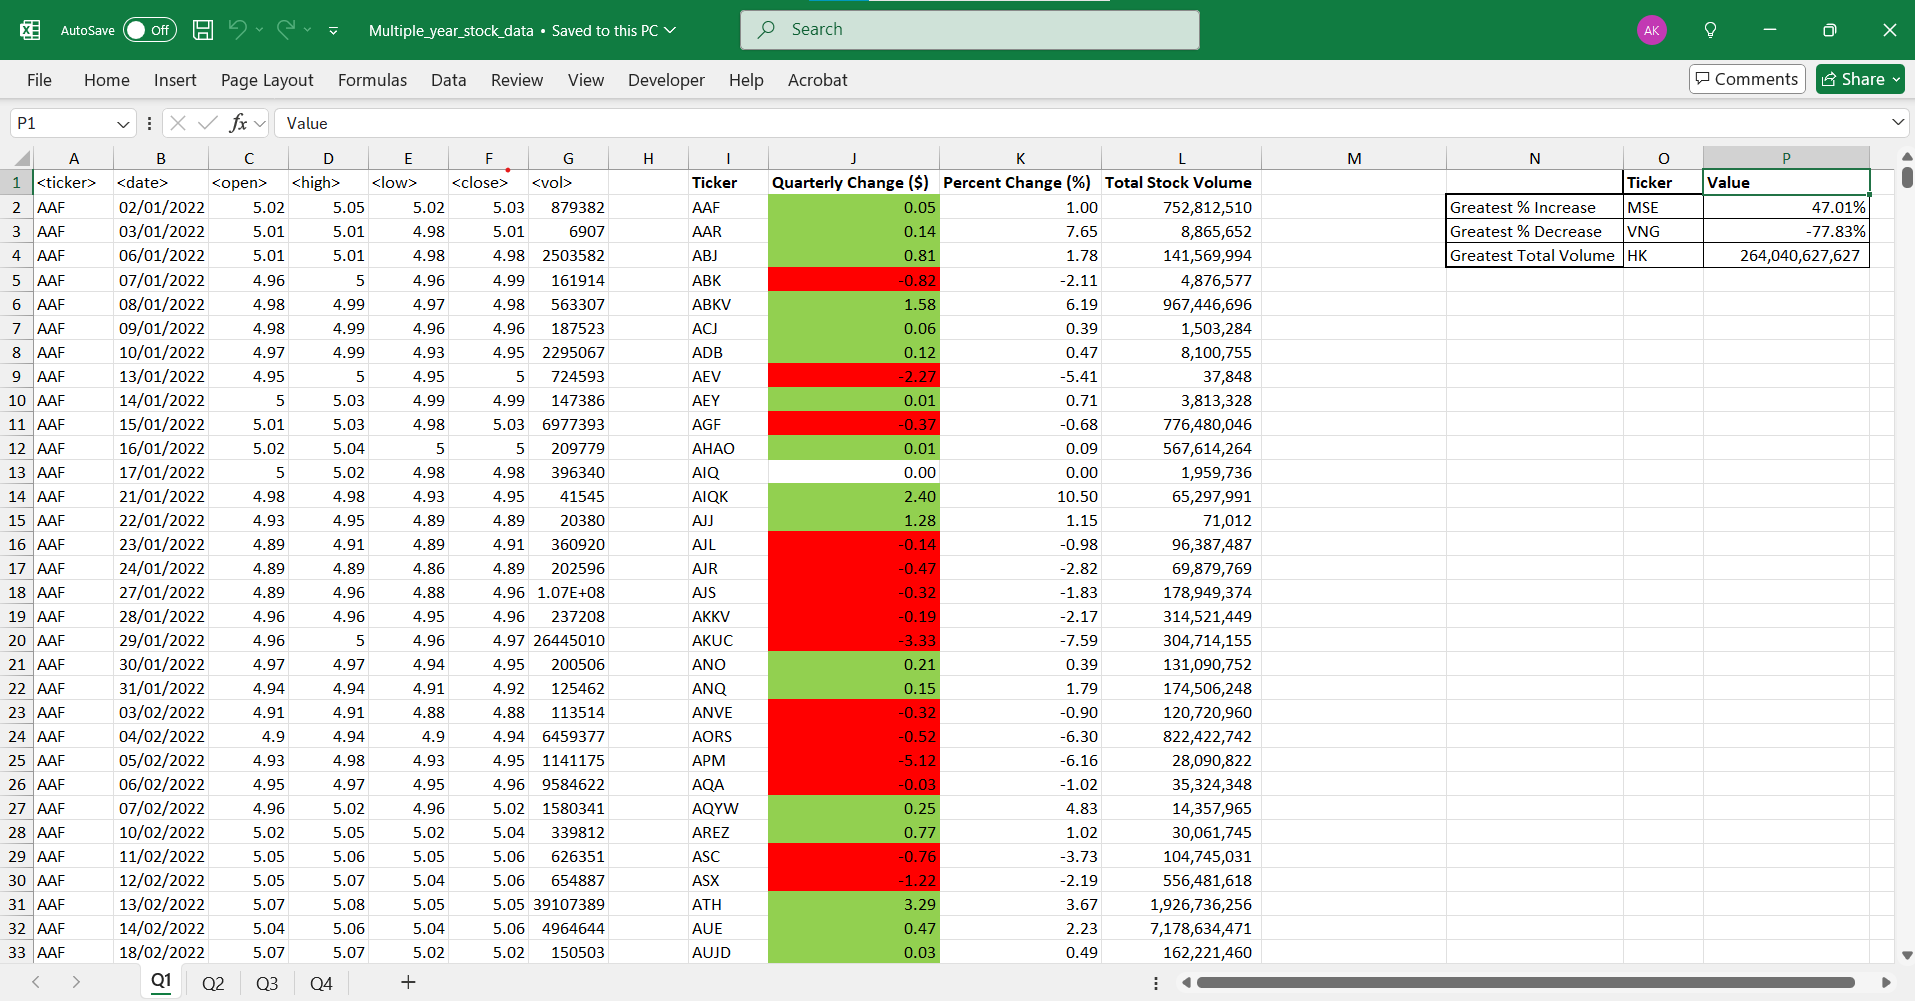 AutoSave Off Multiple_year_stock_data • Saved to this PC Search AK
File Home Insert Page Layout Formulas Data Review View Developer Help Acrobat Comments Share
P1 fx Value
A B C D E F G H I J K L M N O P
1 <ticker> <date> <open> <high> <low> <close> <vol> Ticker Quarterly Change ($) Percent Change (%) Total Stock Volume Ticker Value
2 AAF 02/01/2022 5.02 5.05 5.02 5.03 879382 AAF 0.05 1.00 752,812,510 Greatest % Increase MSE 47.01%
3 AAF 03/01/2022 5.01 5.01 4.98 5.01 6907 AAR 0.14 7.65 8,865,652 Greatest % Decrease VNG -77.83%
4 AAF 06/01/2022 5.01 5.01 4.98 4.98 2503582 ABJ 0.81 1.78 141,569,994 Greatest Total Volume HK 264,040,627,627
5 AAF 07/01/2022 4.96 5 4.96 4.99 161914 ABK -0.82 -2.11 4,876,577
6 AAF 08/01/2022 4.98 4.99 4.97 4.98 563307 ABKV 1.58 6.19 967,446,696
7 AAF 09/01/2022 4.98 4.99 4.96 4.96 187523 ACJ 0.06 0.39 1,503,284
8 AAF 10/01/2022 4.97 4.99 4.93 4.95 2295067 ADB 0.12 0.47 8,100,755
9 AAF 13/01/2022 4.95 5 4.95 5 724593 AEV -2.27 -5.41 37,848
10 AAF 14/01/2022 5 5.03 4.99 4.99 147386 AEY 0.01 0.71 3,813,328
11 AAF 15/01/2022 5.01 5.03 4.98 5.03 6977393 AGF -0.37 -0.68 776,480,046
12 AAF 16/01/2022 5.02 5.04 5 5 209779 AHAO 0.01 0.09 567,614,264
13 AAF 17/01/2022 5 5.02 4.98 4.98 396340 AIQ 0.00 0.00 1,959,736
14 AAF 21/01/2022 4.98 4.98 4.93 4.95 41545 AIQK 2.40 10.50 65,297,991
15 AAF 22/01/2022 4.93 4.95 4.89 4.89 20380 AJJ 1.28 1.15 71,012
16 AAF 23/01/2022 4.89 4.91 4.89 4.91 360920 AJL -0.14 -0.98 96,387,487
17 AAF 24/01/2022 4.89 4.89 4.86 4.89 202596 AJR -0.47 -2.82 69,879,769
18 AAF 27/01/2022 4.89 4.96 4.88 4.96 1.07E+08 AJS -0.32 -1.83 178,949,374
19 AAF 28/01/2022 4.96 4.96 4.95 4.96 237208 AKKV -0.19 -2.17 314,521,449
20 AAF 29/01/2022 4.96 5 4.96 4.97 26445010 AKUC -3.33 -7.59 304,714,155
21 AAF 30/01/2022 4.97 4.97 4.94 4.95 200506 ANO 0.21 0.39 131,090,752
22 AAF 31/01/2022 4.94 4.94 4.91 4.92 125462 ANQ 0.15 1.79 174,506,248
23 AAF 03/02/2022 4.91 4.91 4.88 4.88 113514 ANVE -0.32 -0.90 120,720,960
24 AAF 04/02/2022 4.9 4.94 4.9 4.94 6459377 AORS -0.52 -6.30 822,422,742
25 AAF 05/02/2022 4.93 4.98 4.93 4.95 1141175 APM -5.12 -6.16 28,090,822
26 AAF 06/02/2022 4.95 4.97 4.95 4.96 9584622 AQA -0.03 -1.02 35,324,348
27 AAF 07/02/2022 4.96 5.02 4.96 5.02 1580341 AQYW 0.25 4.83 14,357,965
28 AAF 10/02/2022 5.02 5.05 5.02 5.04 339812 AREZ 0.77 1.02 30,061,745
29 AAF 11/02/2022 5.05 5.06 5.05 5.06 626351 ASC -0.76 -3.73 104,745,031
30 AAF 12/02/2022 5.05 5.07 5.04 5.06 654887 ASX -1.22 -2.19 556,481,618
31 AAF 13/02/2022 5.07 5.08 5.05 5.05 39107389 ATH 3.29 3.67 1,926,736,256
32 AAF 14/02/2022 5.04 5.06 5.04 5.06 4964644 AUE 0.47 2.23 7,178,634,471
33 AAF 18/02/2022 5.07 5.07 5.02 5.02 150503 AUJD 0.03 0.49 162,221,460
Q1 Q2 Q3 Q4